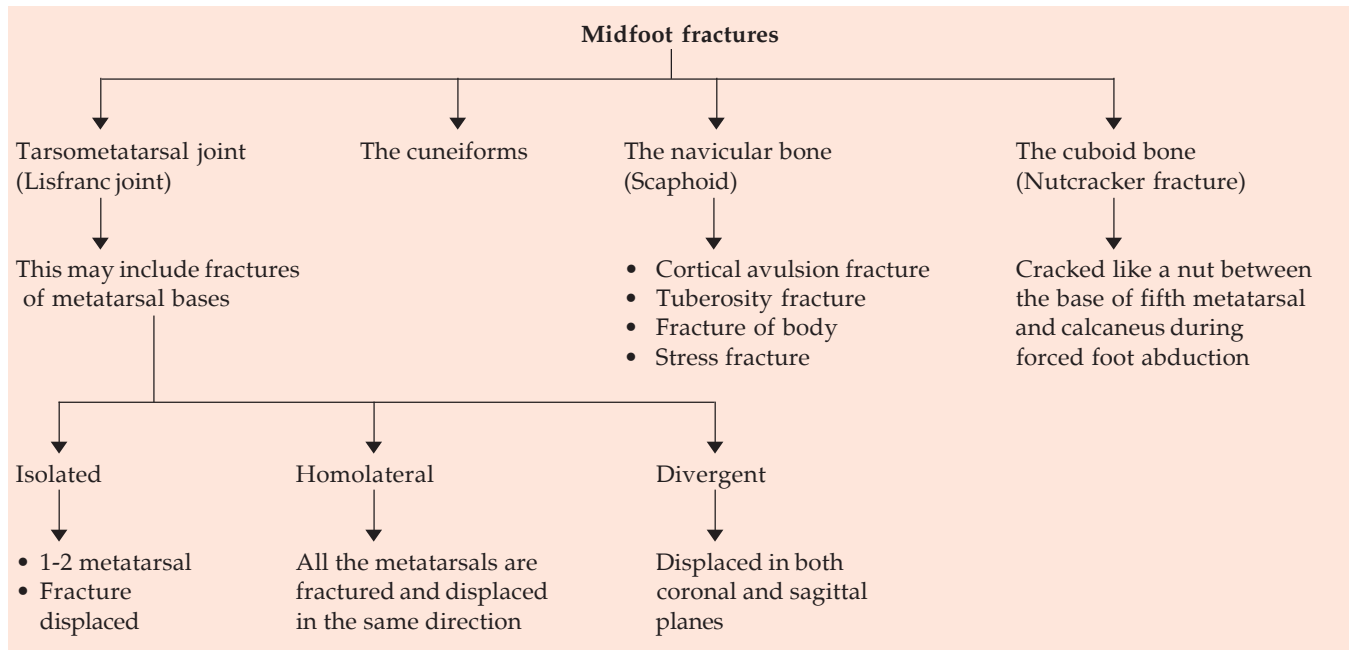 Midfoot fractures
Tarsometatarsal joint
(Lisfranc joint)
The cuneiforms
The navicular bone
(Scaphoid)
The cuboid bone
(Nutcracker fracture)
This may include fractures
of metatarsal bases
• Cortical avulsion fracture
• Tuberosity fracture
• Fracture of body
• Stress fracture
Cracked like a nut between
the base of fifth metatarsal
and calcaneus during
forced foot abduction
Isolated
Homolateral
Divergent
• 1-2 metatarsal
• Fracture
displaced
All the metatarsals are
fractured and displaced
in the same direction
Displaced in both
coronal and sagittal
planes